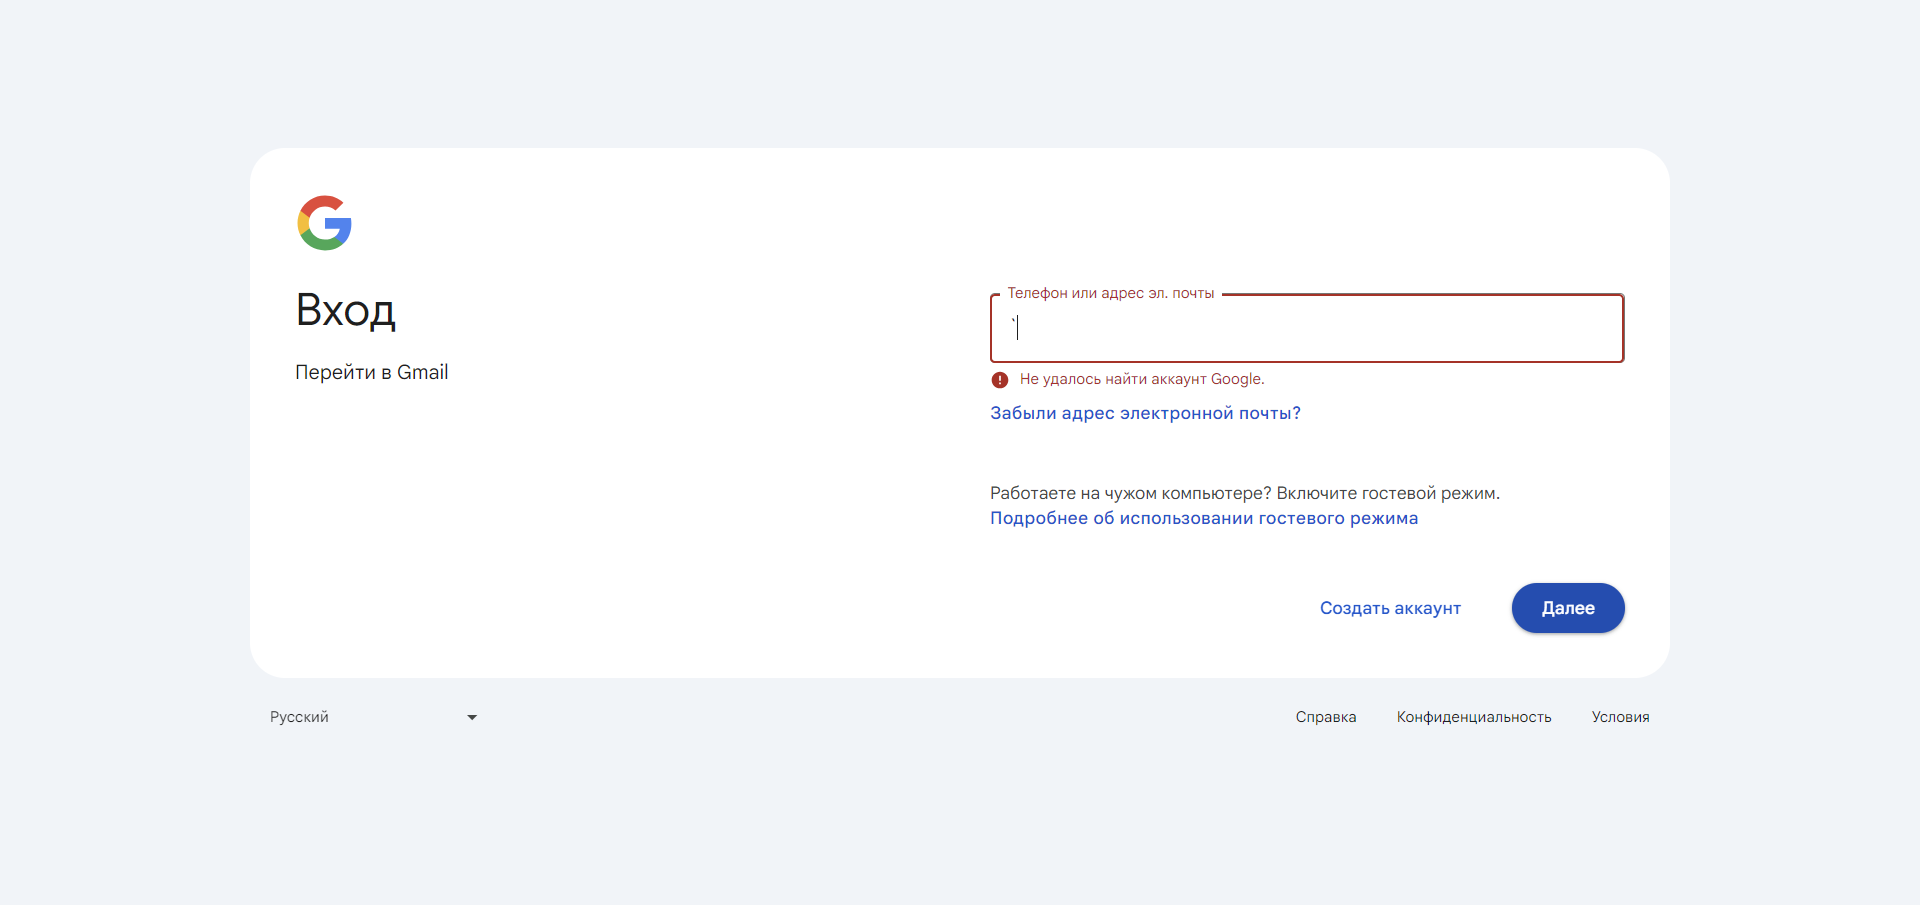 Вход
Перейти в Gmail
Телефон или адрес эл. почты
`
Не удалось найти аккаунт Google.
Забыли адрес электронной почты?
Работаете на чужом компьютере? Включите гостевой режим.
Подробнее об использовании гостевого режима
Создать аккаунт
Далее
Русский
Справка
Конфиденциальность
Условия